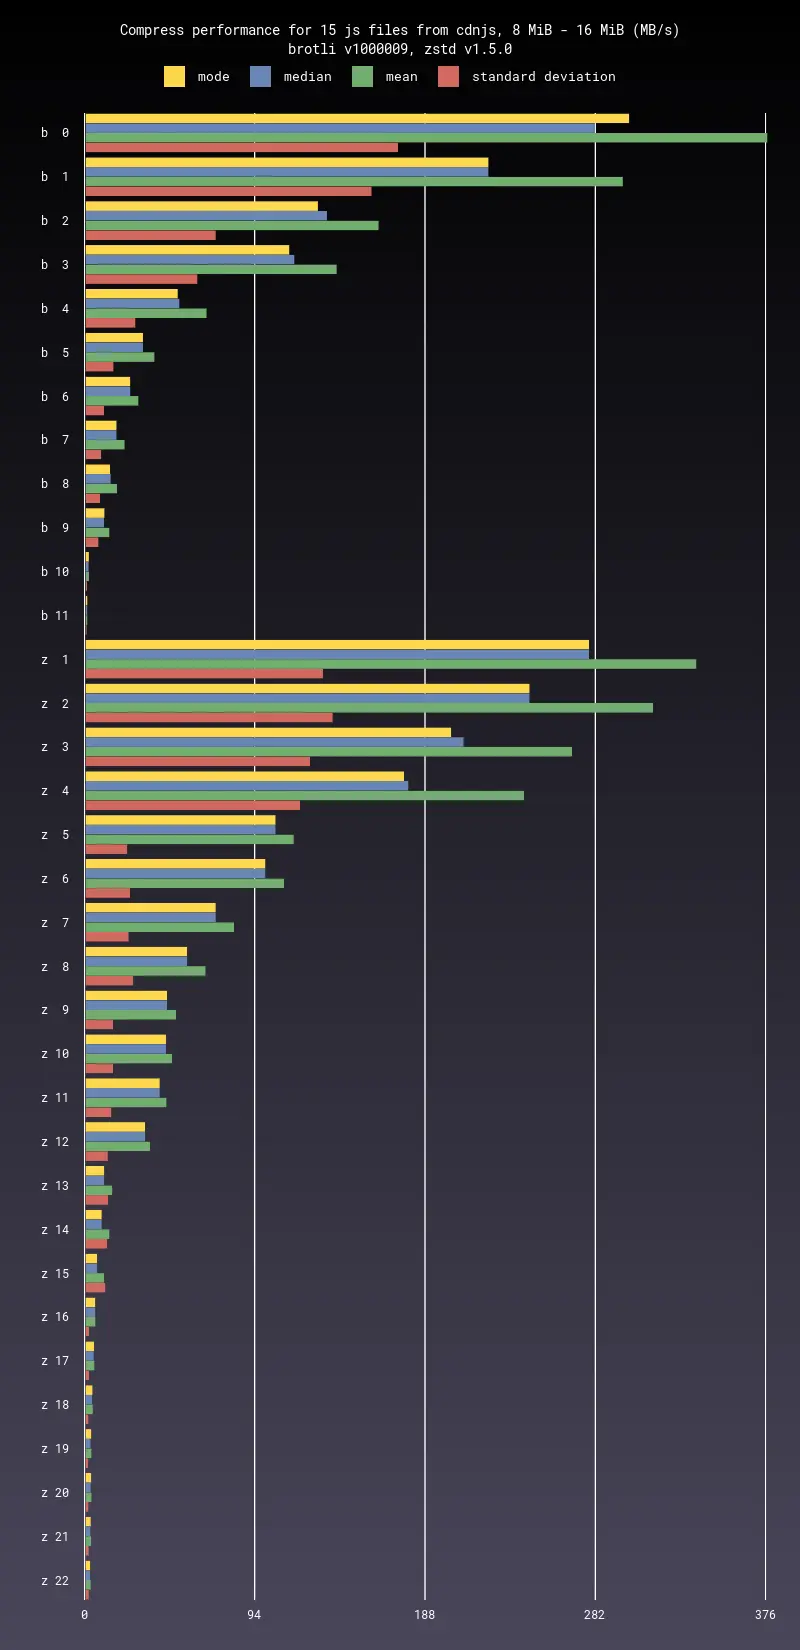 Compress performance for 15 js files from cdnjs, 8 MiB - 16 MiB (MB/s)
brotli v1000009, zstd v1.5.0
mode median mean standard deviation
b 0
b 1
b 2
b 3
b 4
b 5
b 6
b 7
b 8
b 9
b 10
b 11
z 1
z 2
z 3
z 4
z 5
z 6
z 7
z 8
z 9
z 10
z 11
z 12
z 13
z 14
z 15
z 16
z 17
z 18
z 19
z 20
z 21
z 22
0 94 188 282 376